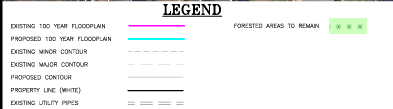 LEGEND
EXISTING 100 YEAR FLOODPLAIN
PROPOSED 100 YEAR FLOODPLAIN
EXISTING MINOR CONTOUR
EXISTING MAJOR CONTOUR
PROPOSED CONTOUR
PROPERTY LINE (WHITE)
EXISTING UTILITY PIPES
FORESTED AREAS TO REMAIN